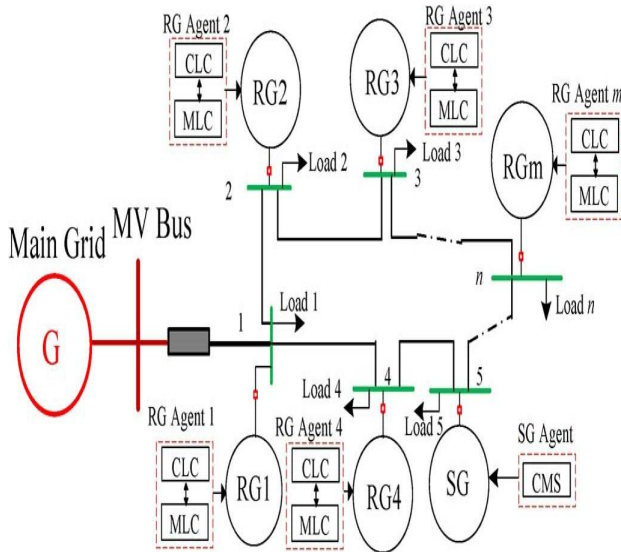 RG Agent 2
CLC
MLC
RG2
RG Agent 3
CLC
MLC
RG3
RG Agent m
CLC
MLC
RGm
Load 2
Load 3
2
3
Main Grid
MV Bus
G
1
Load 1
n
Load n
4
5
Load 4
Load 5
RG Agent 1
CLC
MLC
RG1
RG Agent 4
CLC
MLC
RG4
SG
SG Agent
CMS